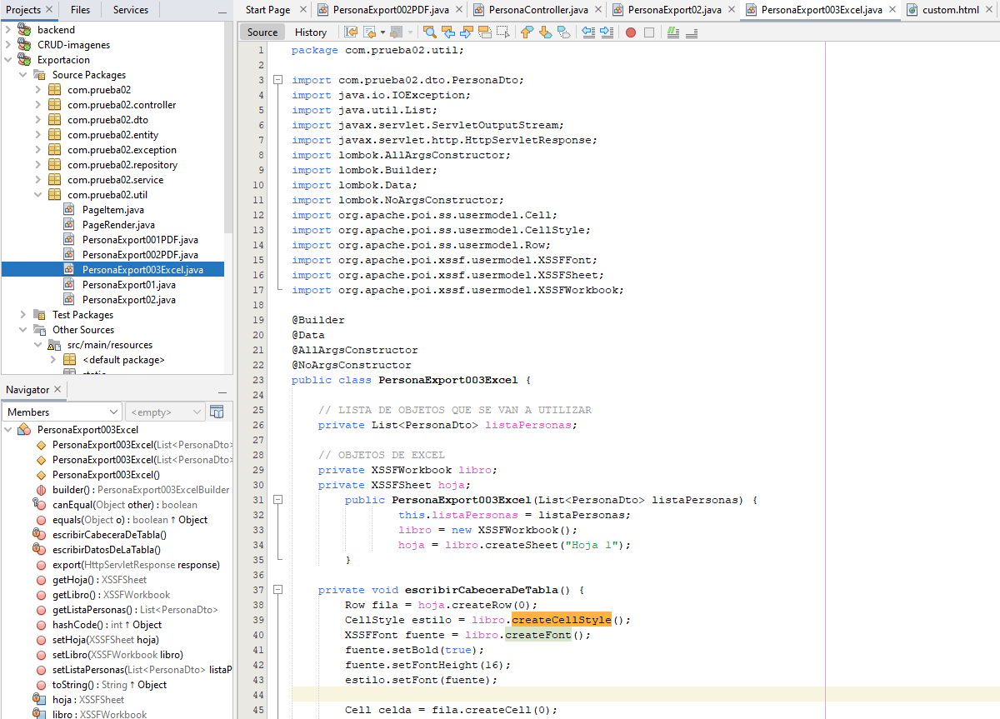 Projects Files Services
backend
CRUD-imagenes
Exportacion
Source Packages
com.prueba02
com.prueba02.controller
com.prueba02.dto
com.prueba02.entity
com.prueba02.exception
com.prueba02.repository
com.prueba02.service
com.prueba02.util
PageItem.java
PageRender.java
PersonaExport001PDF.java
PersonaExport002PDF.java
PersonaExport003Excel.java
PersonaExport01.java
PersonaExport02.java
Test Packages
Other Sources
src/main/resources
<default package>
static
Navigator
Members <empty>
PersonaExport003Excel
PersonaExport003Excel(List<PersonaDto>
PersonaExport003Excel(List<PersonaDto>
PersonaExport003Excel()
builder() : PersonaExport003ExcelBuilder
canEqual(Object other) : boolean
equals(Object o) : boolean ↑ Object
escribirCabeceraDeTabla()
escribirDatosDeLaTabla()
export(HttpServletResponse response)
getHoja() : XSSFSheet
getLibro() : XSSFWorkbook
getListaPersonas() : List<PersonaDto>
hashCode() : int ↑ Object
setHoja(XSSFSheet hoja)
setLibro(XSSFWorkbook libro)
setListaPersonas(List<PersonaDto> listaP
toString() : String ↑ Object
hoja : XSSFSheet
libro : XSSFWorkbook
Start Page PersonaExport002PDF.java PersonaController.java PersonaExport02.java PersonaExport003Excel.java custom.html
Source History
1 package com.prueba02.util;
2
3 import com.prueba02.dto.PersonaDto;
4 import java.io.IOException;
5 import java.util.List;
6 import javax.servlet.ServletOutputStream;
7 import javax.servlet.http.HttpServletResponse;
8 import lombok.AllArgsConstructor;
9 import lombok.Builder;
10 import lombok.Data;
11 import lombok.NoArgsConstructor;
12 import org.apache.poi.ss.usermodel.Cell;
13 import org.apache.poi.ss.usermodel.CellStyle;
14 import org.apache.poi.ss.usermodel.Row;
15 import org.apache.poi.xssf.usermodel.XSSFFont;
16 import org.apache.poi.xssf.usermodel.XSSFSheet;
17 import org.apache.poi.xssf.usermodel.XSSFWorkbook;
18
19 @Builder
20 @Data
21 @AllArgsConstructor
22 @NoArgsConstructor
23 public class PersonaExport003Excel {
24
25 // LISTA DE OBJETOS QUE SE VAN A UTILIZAR
26 private List<PersonaDto> listaPersonas;
27
28 // OBJETOS DE EXCEL
29 private XSSFWorkbook libro;
30 private XSSFSheet hoja;
31 public PersonaExport003Excel(List<PersonaDto> listaPersonas) {
32 this.listaPersonas = listaPersonas;
33 libro = new XSSFWorkbook();
34 hoja = libro.createSheet("Hoja 1");
35 }
36
37 private void escribirCabeceraDeTabla() {
38 Row fila = hoja.createRow(0);
39 CellStyle estilo = libro.createCellStyle();
40 XSSFFont fuente = libro.createFont();
41 fuente.setBold(true);
42 fuente.setFontHeight(16);
43 estilo.setFont(fuente);
44
45 Cell celda = fila.createCell(0);